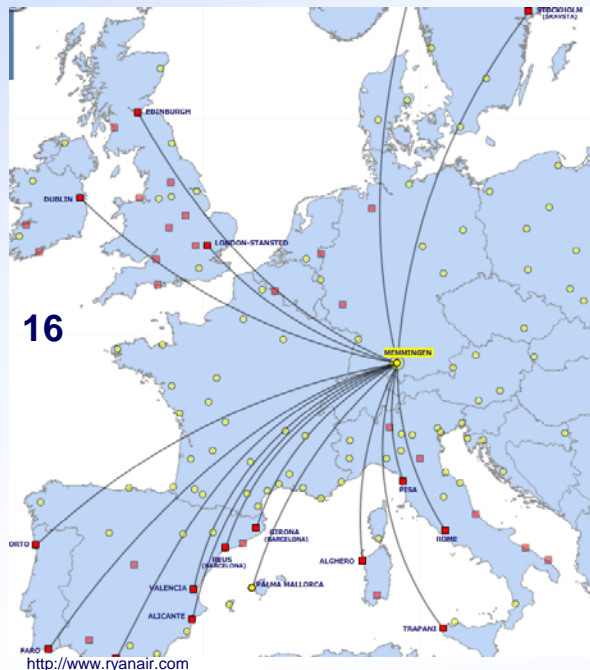 STOCKHOLM
(SKAVSTA)
EDINBURGH
DUBLIN
LONDON-STANSTED
16
MEMMINGEN
PISA
GIRONA
(BARCELONA)
ROME
ORTO
REUS
(BARCELONA)
ALGHERO
VALENCIA
PALMA MALLORCA
ALICANTE
TRAPANI
FARO
http://www.ryanair.com